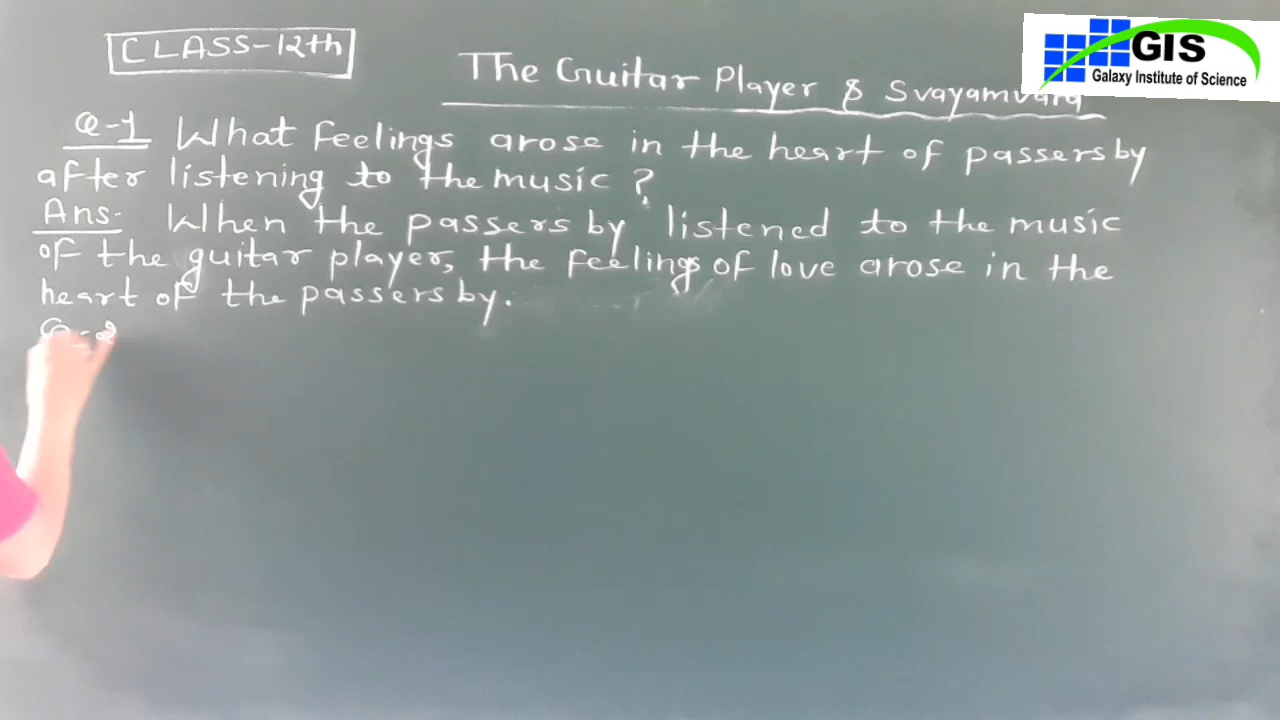 CLASS-12th
GIS
Galaxy Institute of Science
The Guitar Player & Svayamvara
Q-1 What feelings arose in the heart of passers by
after listening to the music ?
Ans. When the passers by listened to the music
of the guitar player, the feelings of love arose in the
heart of the passers by.
Q-2